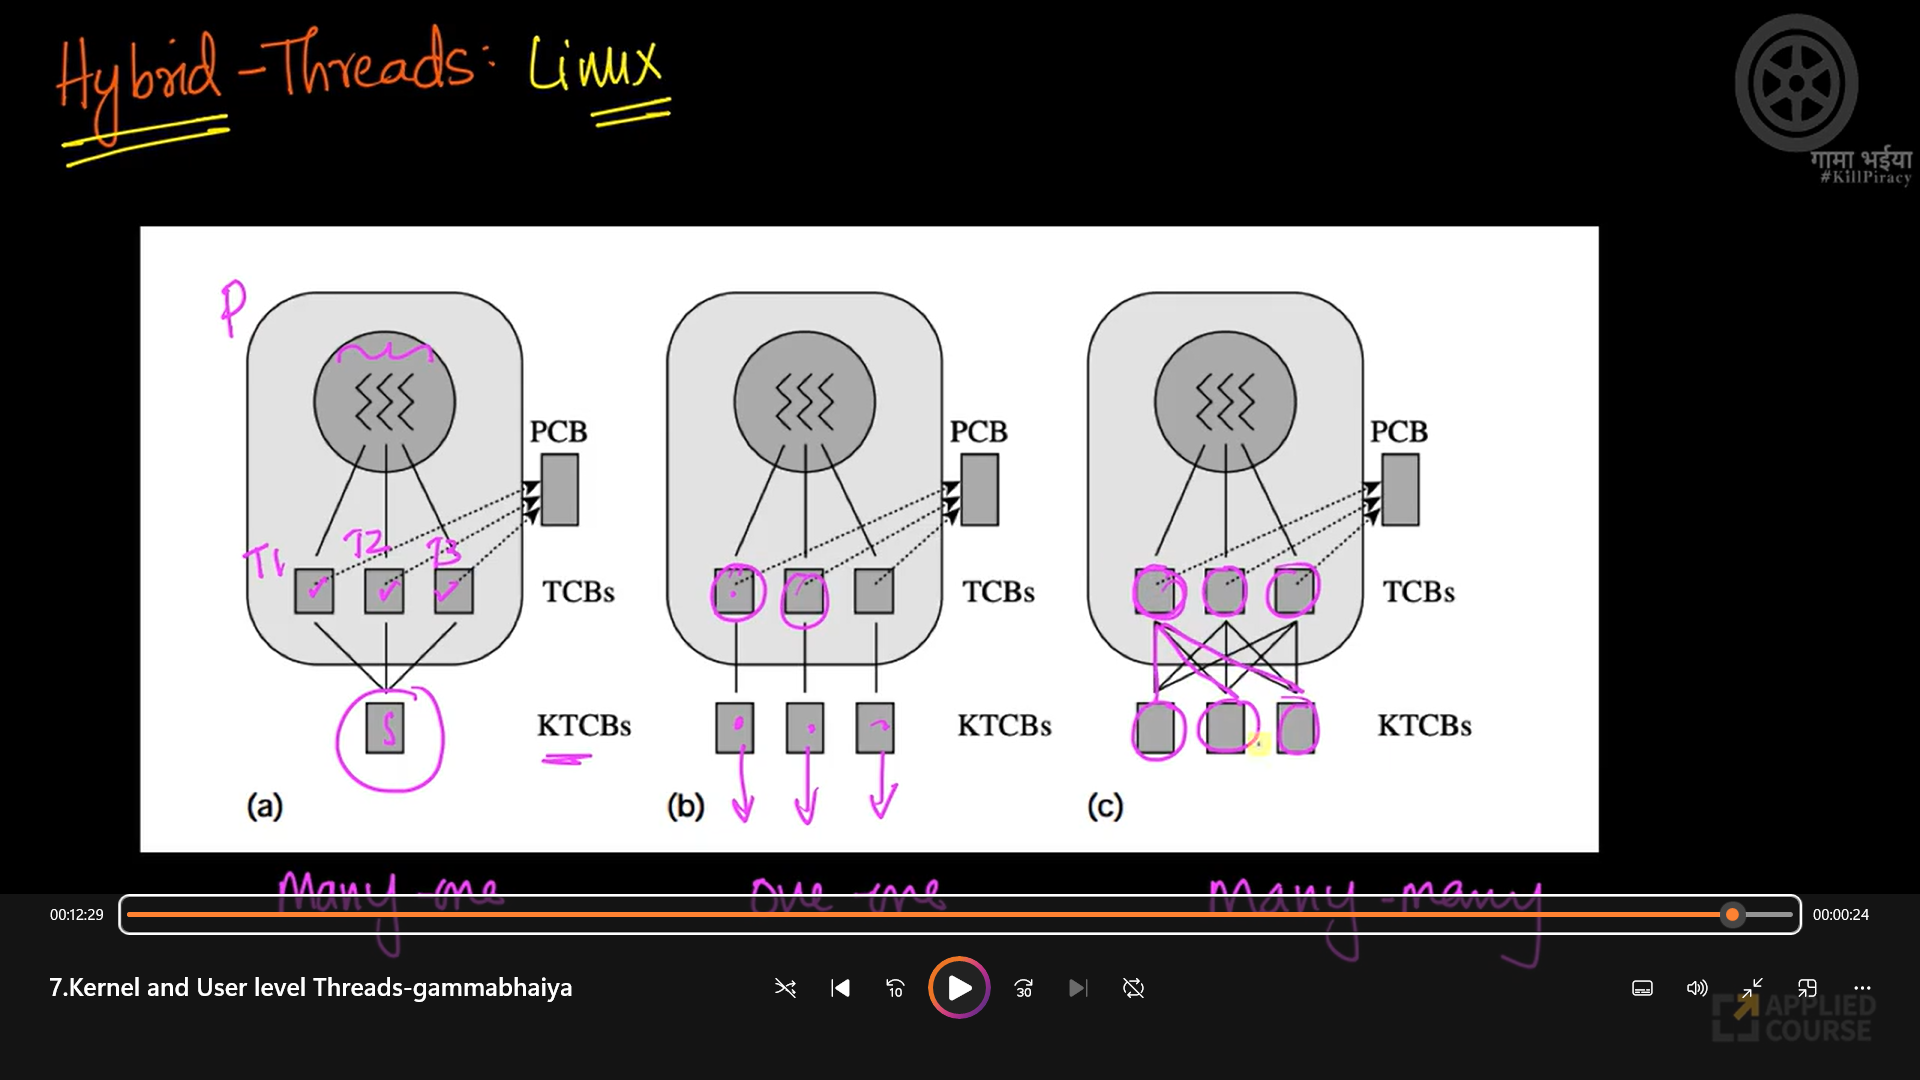 Hybrid - Threads: Linux
गामा भईया
#KillPiracy
P
PCB
PCB
PCB
T1 T2 T3
TCBs
TCBs
TCBs
S
KTCBs
KTCBs
KTCBs
(a)
(b)
(c)
Many-one
one-one
Many-many
00:12:29
00:00:24
7.Kernel and User level Threads-gammabhaiya
10
30
APPLIED
COURSE